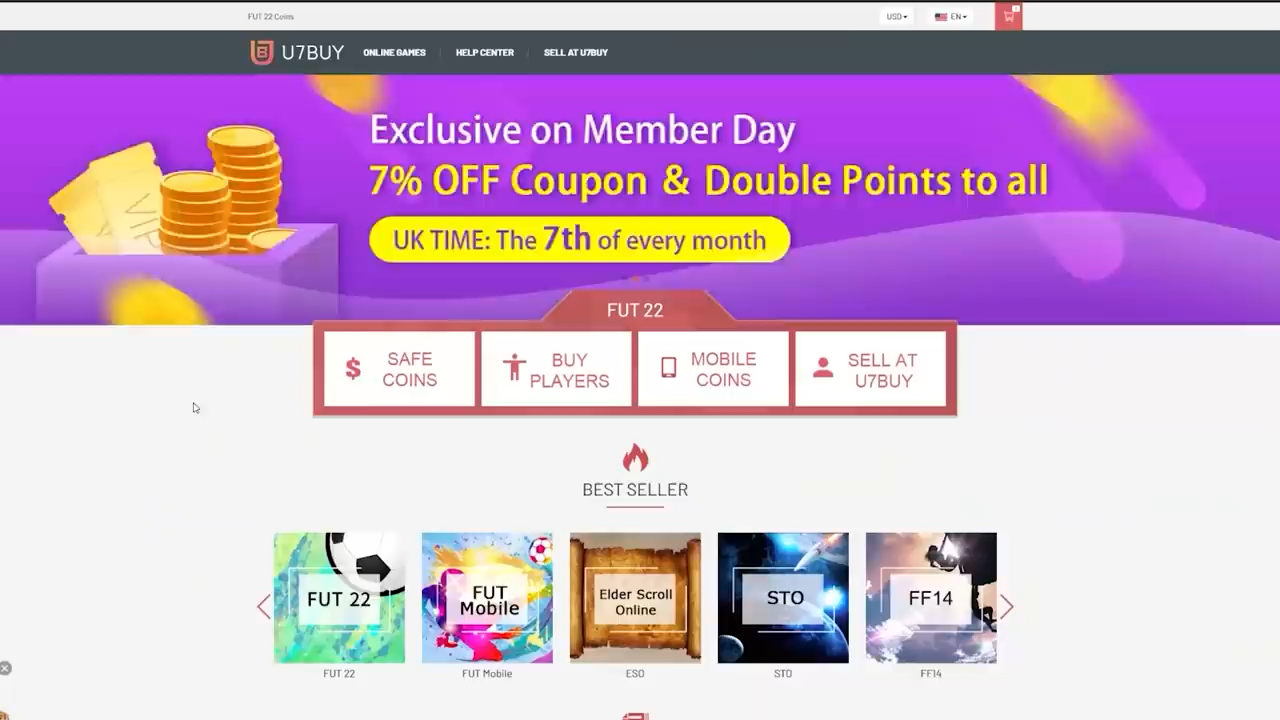 FUT 22 Coins
USD
EN
U7BUY
ONLINE GAMES
HELP CENTER
SELL AT U7BUY
Exclusive on Member Day
7% OFF Coupon & Double Points to all
UK TIME: The 7th of every month
VIP
FUT 22
SAFE
COINS
BUY
PLAYERS
MOBILE
COINS
SELL AT
U7BUY
BEST SELLER
FUT 22
FUT
Mobile
Elder Scroll
Online
STO
FF14
FUT 22
FUT Mobile
ESO
STO
FF14